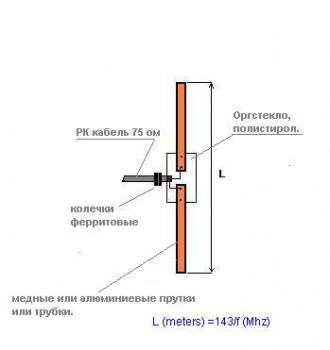 Оргстекло,
полистирол.
РК кабель 75 ом
L
колечки
ферритовые
медные или алюминиевые прутки
или трубки.
L (meters) =143/f (Mhz)